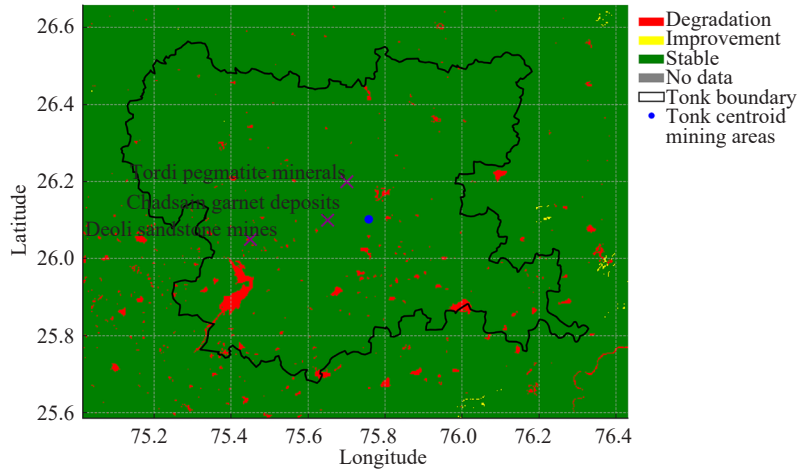 26.6
26.4
26.2
26.0
25.8
25.6
Latitude
75.2
75.4
75.6
75.8
76.0
76.2
76.4
Longitude
Tordi pegmatite minerals
Chadsain garnet deposits
Deoli sandstone mines
Degradation
Improvement
Stable
No data
Tonk boundary
Tonk centroid
mining areas